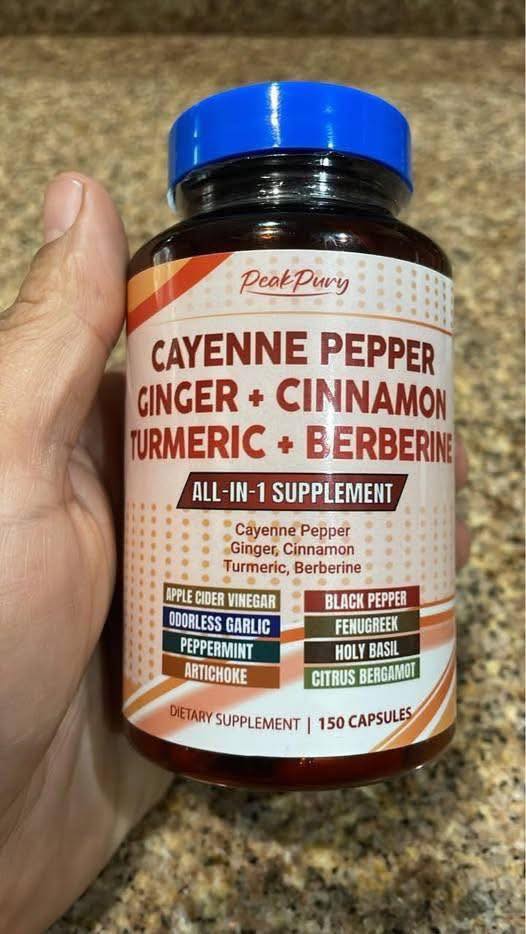 PeakPury
CAYENNE PEPPER
GINGER + CINNAMON
TURMERIC + BERBERINE
ALL-IN-1 SUPPLEMENT
Cayenne Pepper
Ginger, Cinnamon
Turmeric, Berberine
APPLE CIDER VINEGAR
BLACK PEPPER
ODORLESS GARLIC
FENUGREEK
PEPPERMINT
HOLY BASIL
ARTICHOKE
CITRUS BERGAMOT
DIETARY SUPPLEMENT | 150 CAPSULES